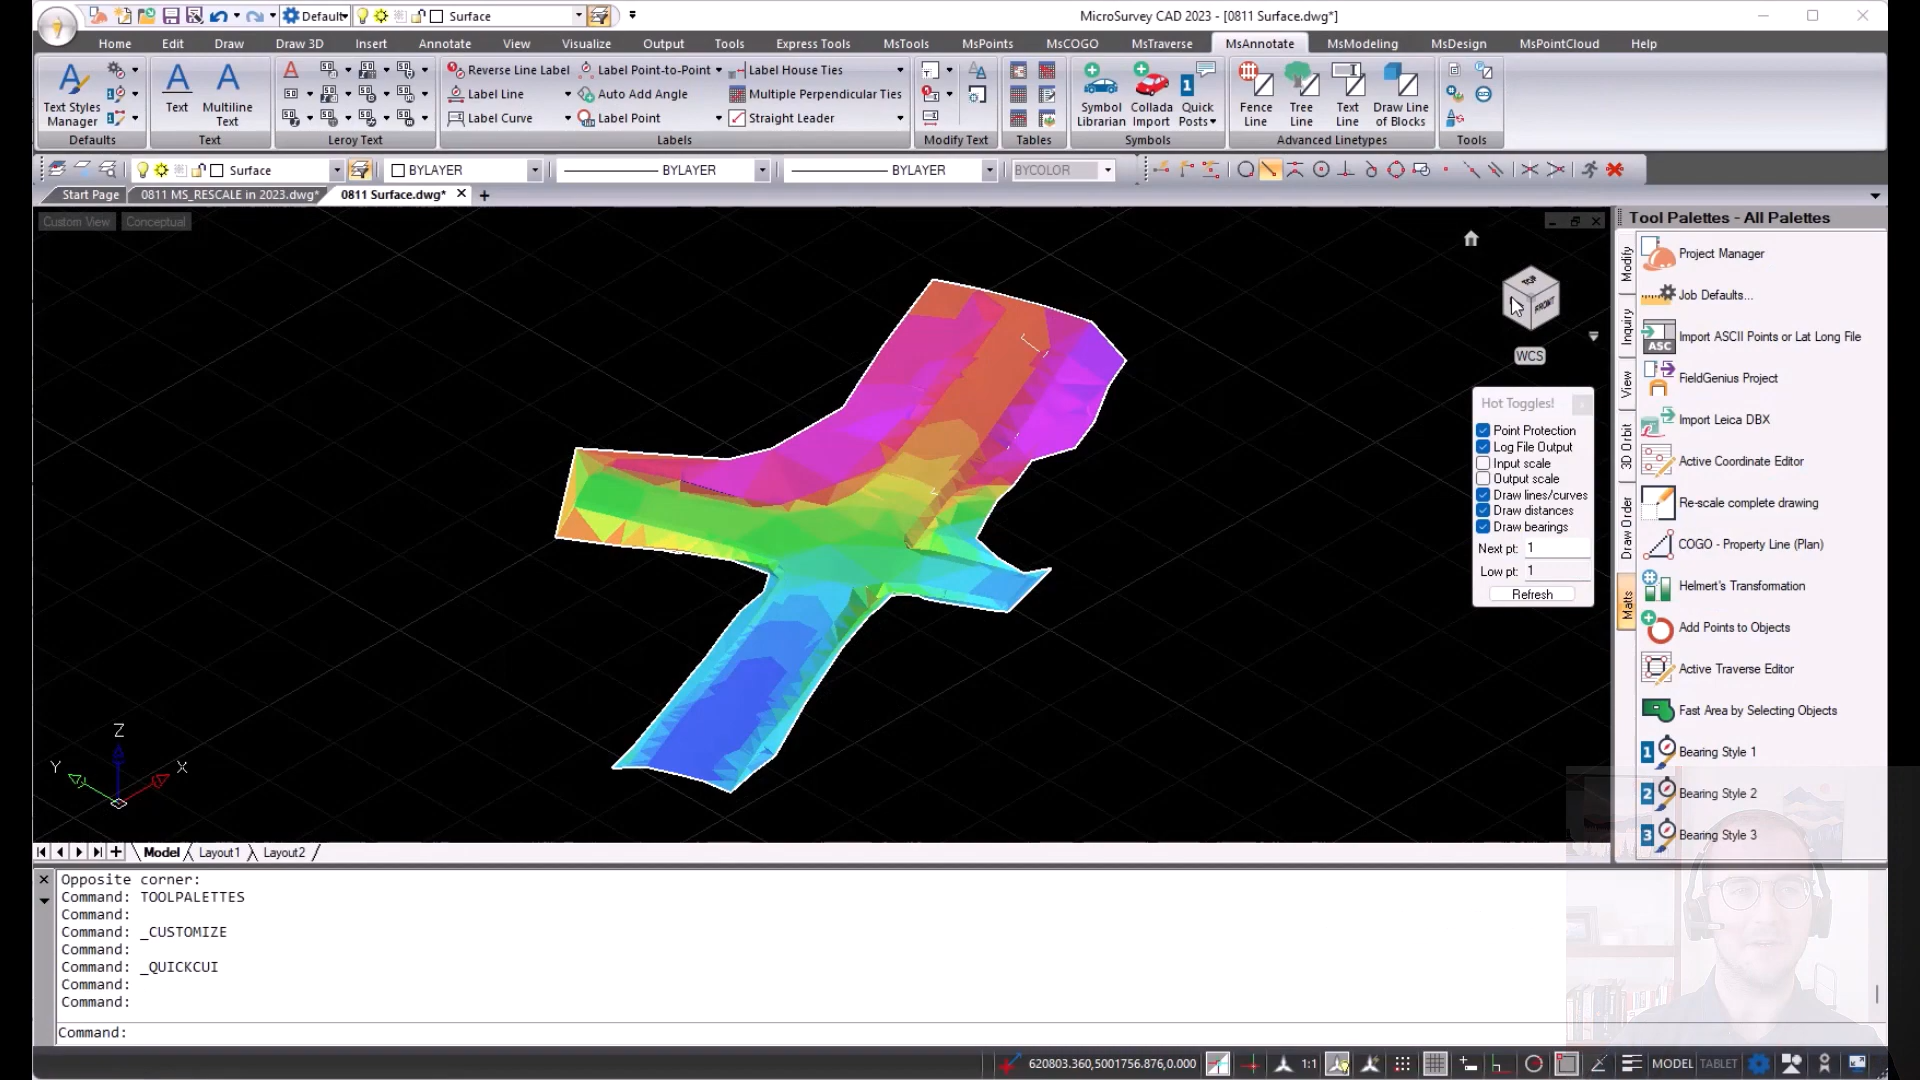 Default
Surface
MicroSurvey CAD 2023 - [0811 Surface.dwg*]
Home Edit Draw Draw 3D Insert Annotate View Visualize Output Tools Express Tools MsTools MsPoints MsCOGO MsTraverse MsAnnotate MsModeling MsDesign MsPointCloud Help
Text Styles Manager
Defaults
Text
Multiline Text
Text
Leroy Text
Reverse Line Label
Label Line
Label Curve
Label Point-to-Point
Auto Add Angle
Label Point
Label House Ties
Multiple Perpendicular Ties
Straight Leader
Labels
Modify Text
Tables
Symbol Librarian
Collada Import
Quick Posts
Symbols
Fence Line
Tree Line
Text Line
Draw Line of Blocks
Advanced Linetypes
Tools
Surface
BYLAYER
BYLAYER
BYLAYER
BYCOLOR
Start Page
0811 MS_RESCALE in 2023.dwg*
0811 Surface.dwg*
Custom View
Conceptual
TOP
FRONT
WCS
Hot Toggles!
Point Protection
Log File Output
Input scale
Output scale
Draw lines/curves
Draw distances
Draw bearings
Next pt: 1
Low pt: 1
Refresh
Z
Y
X
Tool Palettes - All Palettes
Modify
Inquiry
View
3D Orbit
Draw Order
Matts
Project Manager
Job Defaults...
ASC
Import ASCII Points or Lat Long File
FieldGenius Project
Import Leica DBX
Active Coordinate Editor
Re-scale complete drawing
COGO - Property Line (Plan)
Helmert's Transformation
Add Points to Objects
Active Traverse Editor
Fast Area by Selecting Objects
1 Bearing Style 1
2 Bearing Style 2
3 Bearing Style 3
Model
Layout1
Layout2
Opposite corner:
Command: TOOLPALETTES
Command:
Command: _CUSTOMIZE
Command:
Command: _QUICKCUI
Command:
Command:
Command:
620803.360,5001756.876,0.000
1:1
MODEL
TABLET